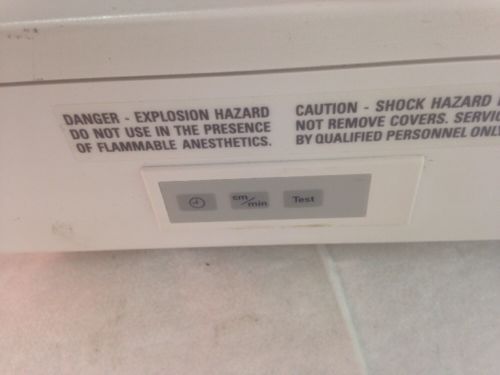 DANGER - EXPLOSION HAZARD
DO NOT USE IN THE PRESENCE
OF FLAMMABLE ANESTHETICS.
CAUTION - SHOCK HAZARD
NOT REMOVE COVERS.
BY QUALIFIED PERSONNEL ONLY
cm/min
Test